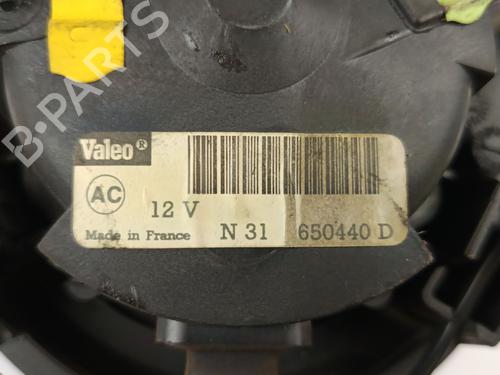 B-PARTS
Valeo®
AC
12 V
Made in France
N 31
650440 D